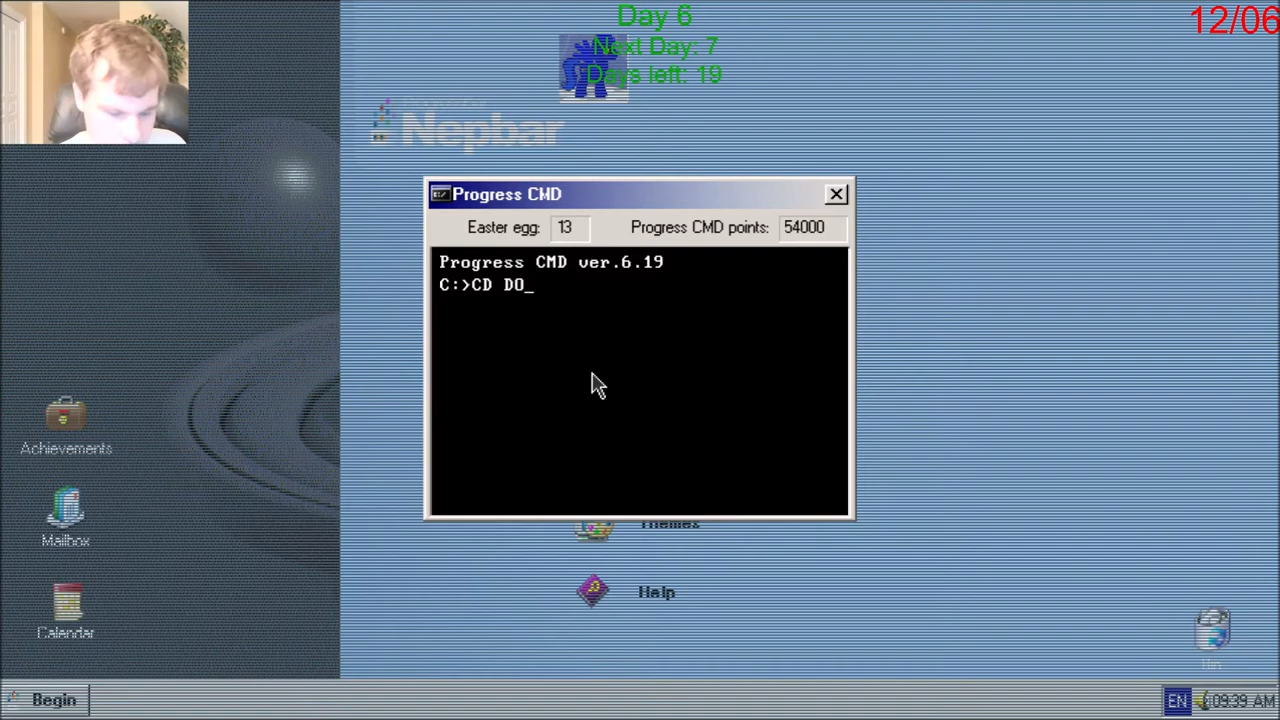 Day 6
Next Day: 7
Days left: 19
12/06
Nepbar
Progress CMD
Easter egg: 13 Progress CMD points: 54000
Progress CMD ver.6.19
C:>CD DO_
Achievements
Mailbox
Calendar
Themes
Help
Bin
Begin
EN
09:39 AM